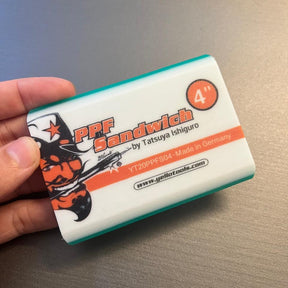 4"
PPF
Sandwich
by Tatsuya Ishiguro
YT20PPFS04 - Made in Germany
www.yellotools.com